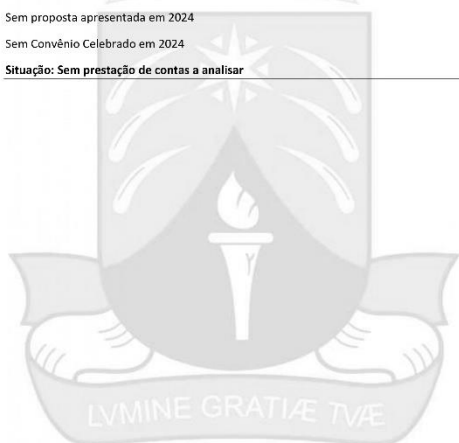 Sem proposta apresentada em 2024
Sem Convênio Celebrado em 2024
Situação: Sem prestação de contas a analisar
LVMINE GRATIÆ TVÆ